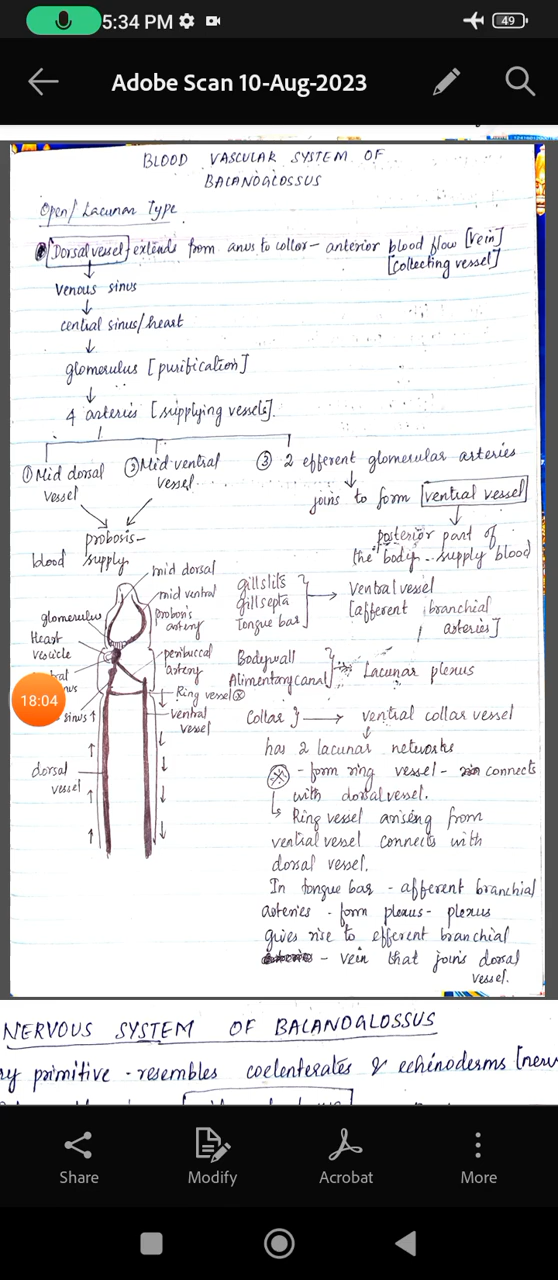 5:34 PM
49
Adobe Scan 10-Aug-2023
BLOOD VASCULAR SYSTEM OF
BALANOGLOSSUS
Open/ Lacunar Type
Dorsal vessel extends from anus to collar - anterior blood flow [vein]
[collecting vessel]
Venous sinus
central sinus/heart
glomerulus [purification]
4 arteries [supplying vessels]
① Mid dorsal vessel
② Mid ventral vessel
③ 2 efferent glomerular arteries
joins to form ventral vessel
probosis-
blood supply
posterior part of
the body - supply blood
mid dorsal
mid ventral
probosis artery
glomerulus
Heart vesicle
peribuccal artery
Ring vessel
sinus
ventral vessel
dorsal vessel
18:04
Gillslits
Gill septa
Tongue bar
Ventral vessel
[afferent branchial
arteries]
Bodywall
Alimentary canal
Lacunar plexus
Collar } → ventral collar vessel
has 2 lacunar networks
- form ring vessel - connects
with dorsal vessel.
Ring vessel arising from
ventral vessel connects with
dorsal vessel.
In tongue bar - afferent branchial
arteries - form plexus - plexus
gives rise to efferent branchial
- vein that joins dorsal
vessel.
NERVOUS SYSTEM OF BALANOGLOSSUS
ry primitive - resembles coelenterates & echinoderms [nerv
Share
Modify
Acrobat
More